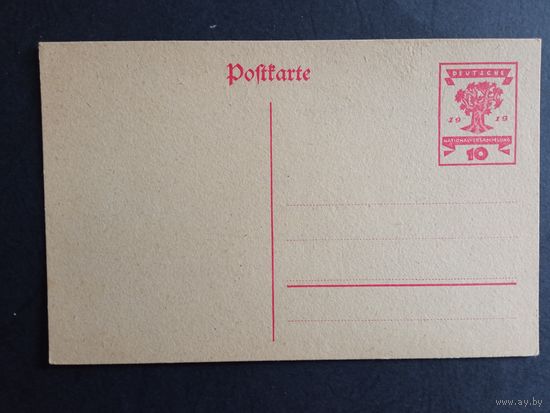 Poſtkarte
DEUTSCHE
19 19
NATIONALVERSAMMLUNG
10
www.ay.by